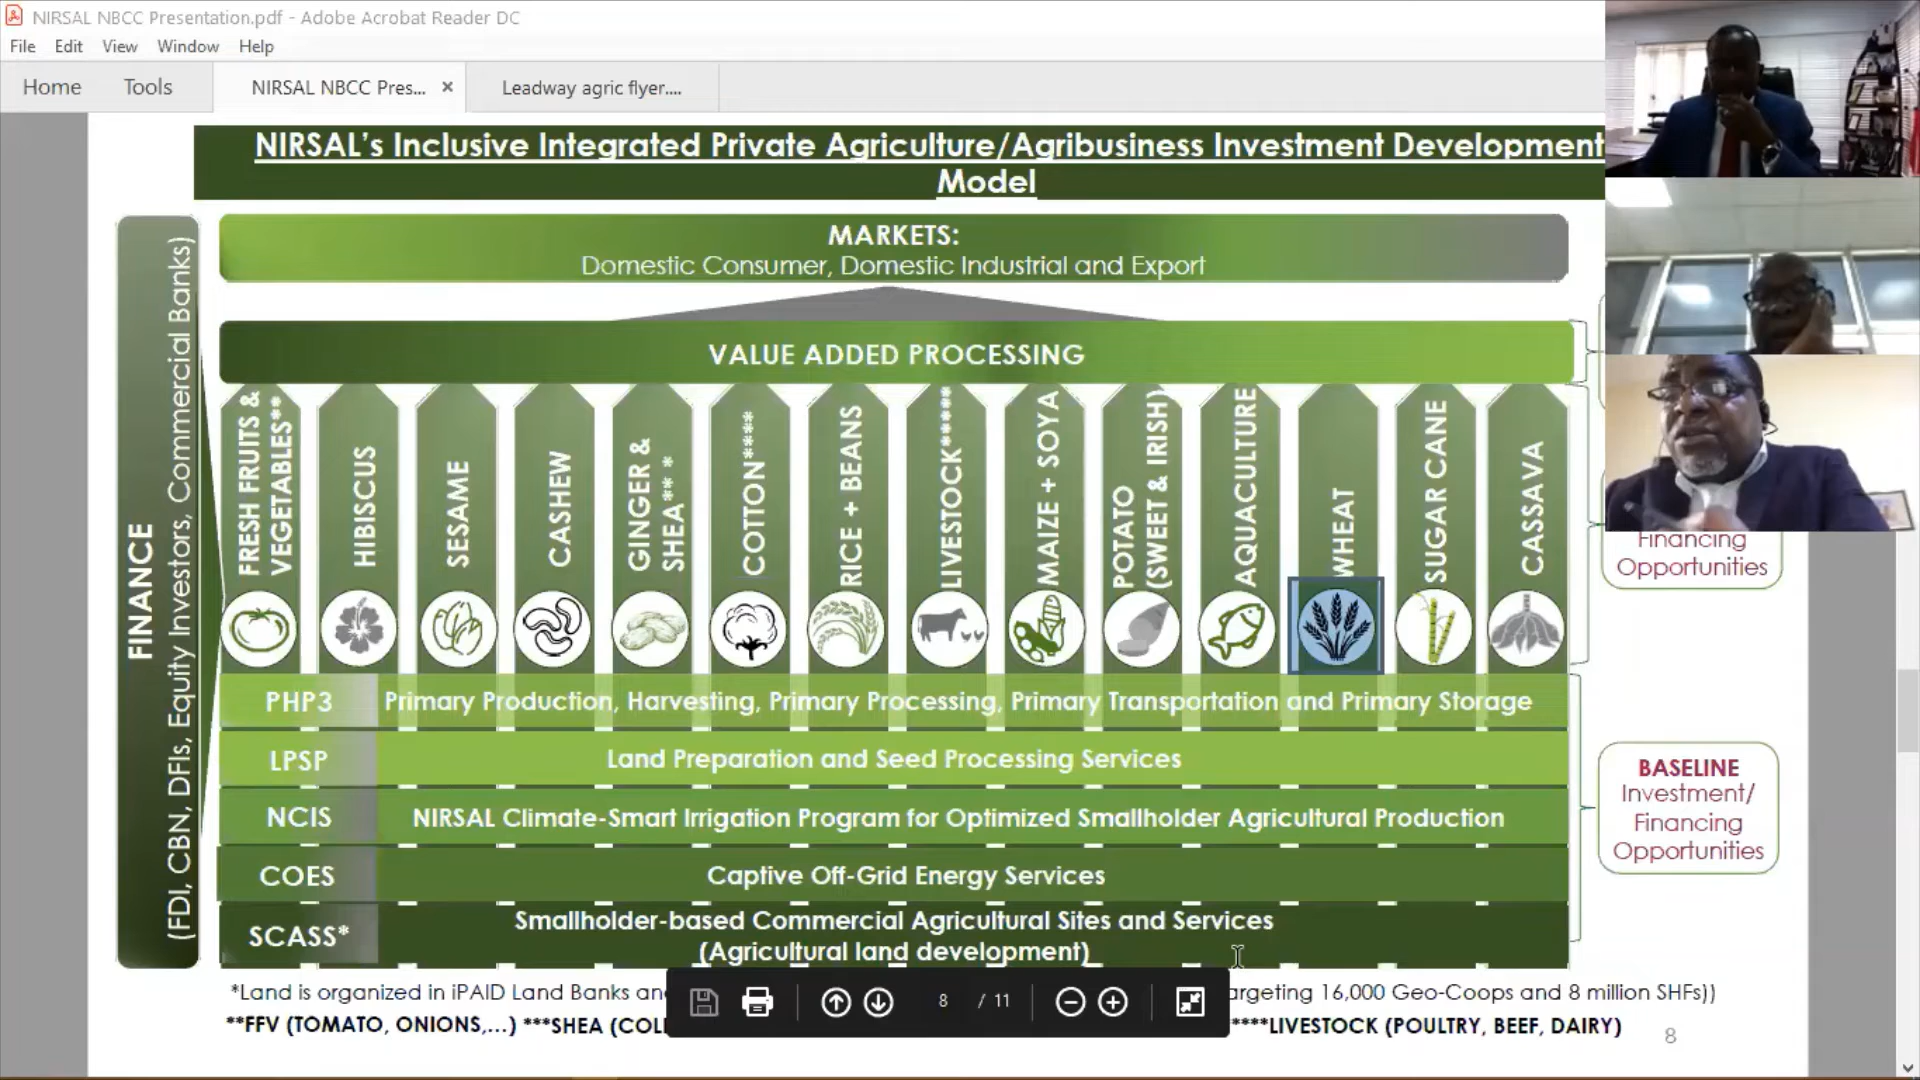 NIRSAL NBCC Presentation.pdf - Adobe Acrobat Reader DC
File Edit View Window Help
Home Tools NIRSAL NBCC Pres... × Leadway agric flyer....
NIRSAL's Inclusive Integrated Private Agriculture/Agribusiness Investment Development
Model
FINANCE
(FDI, CBN, DFIs, Equity Investors, Commercial Banks)
MARKETS:
Domestic Consumer, Domestic Industrial and Export
VALUE ADDED PROCESSING
FRESH FRUITS &
VEGETABLES**
HIBISCUS
SESAME
CASHEW
GINGER &
SHEA** *
COTTON****
RICE + BEANS
LIVESTOCK*****
MAIZE + SOYA
POTATO
(SWEET & IRISH)
AQUACULTURE
WHEAT
SUGAR CANE
CASSAVA
Financing
Opportunities
PHP3 Primary Production, Harvesting, Primary Processing, Primary Transportation and Primary Storage
LPSP Land Preparation and Seed Processing Services
NCIS NIRSAL Climate-Smart Irrigation Program for Optimized Smallholder Agricultural Production
COES Captive Off-Grid Energy Services
SCASS* Smallholder-based Commercial Agricultural Sites and Services
(Agricultural land development)
BASELINE
Investment/
Financing
Opportunities
*Land is organized in iPAID Land Banks an
argeting 16,000 Geo-Coops and 8 million SHFs))
**FFV (TOMATO, ONIONS,...) ***SHEA (COL
****LIVESTOCK (POULTRY, BEEF, DAIRY)
8 / 11
8